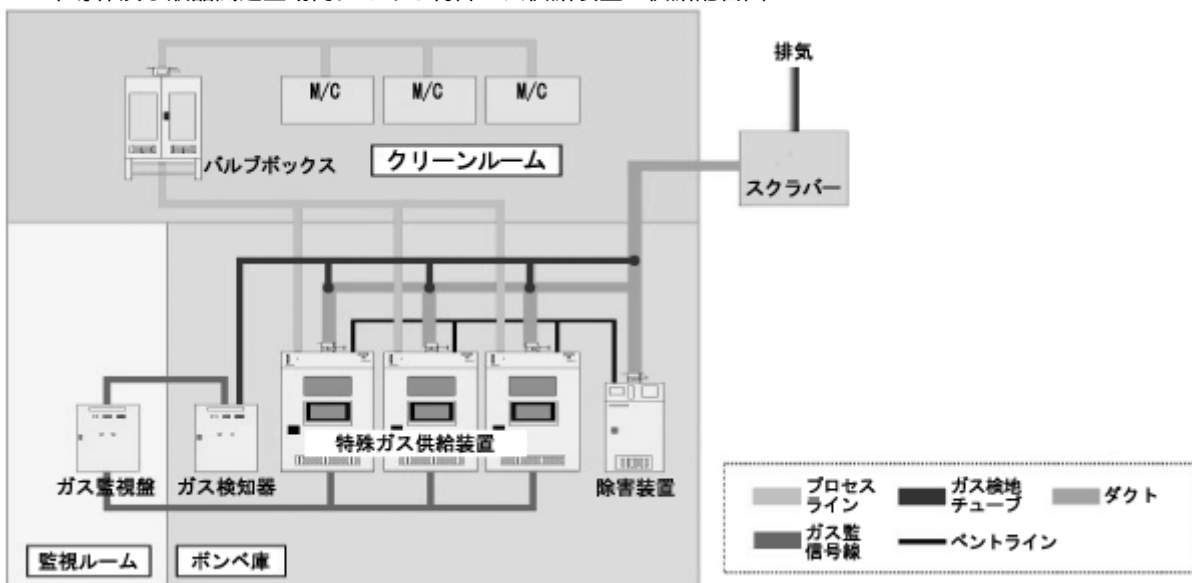 排気
M/C
M/C
M/C
バルブボックス
クリーンルーム
スクラバー
特殊ガス供給装置
ガス監視盤
ガス検知器
除害装置
監視ルーム
ボンベ庫
プロセス
ライン
ガス検地
チューブ
ダクト
ガス監
信号線
ベントライン